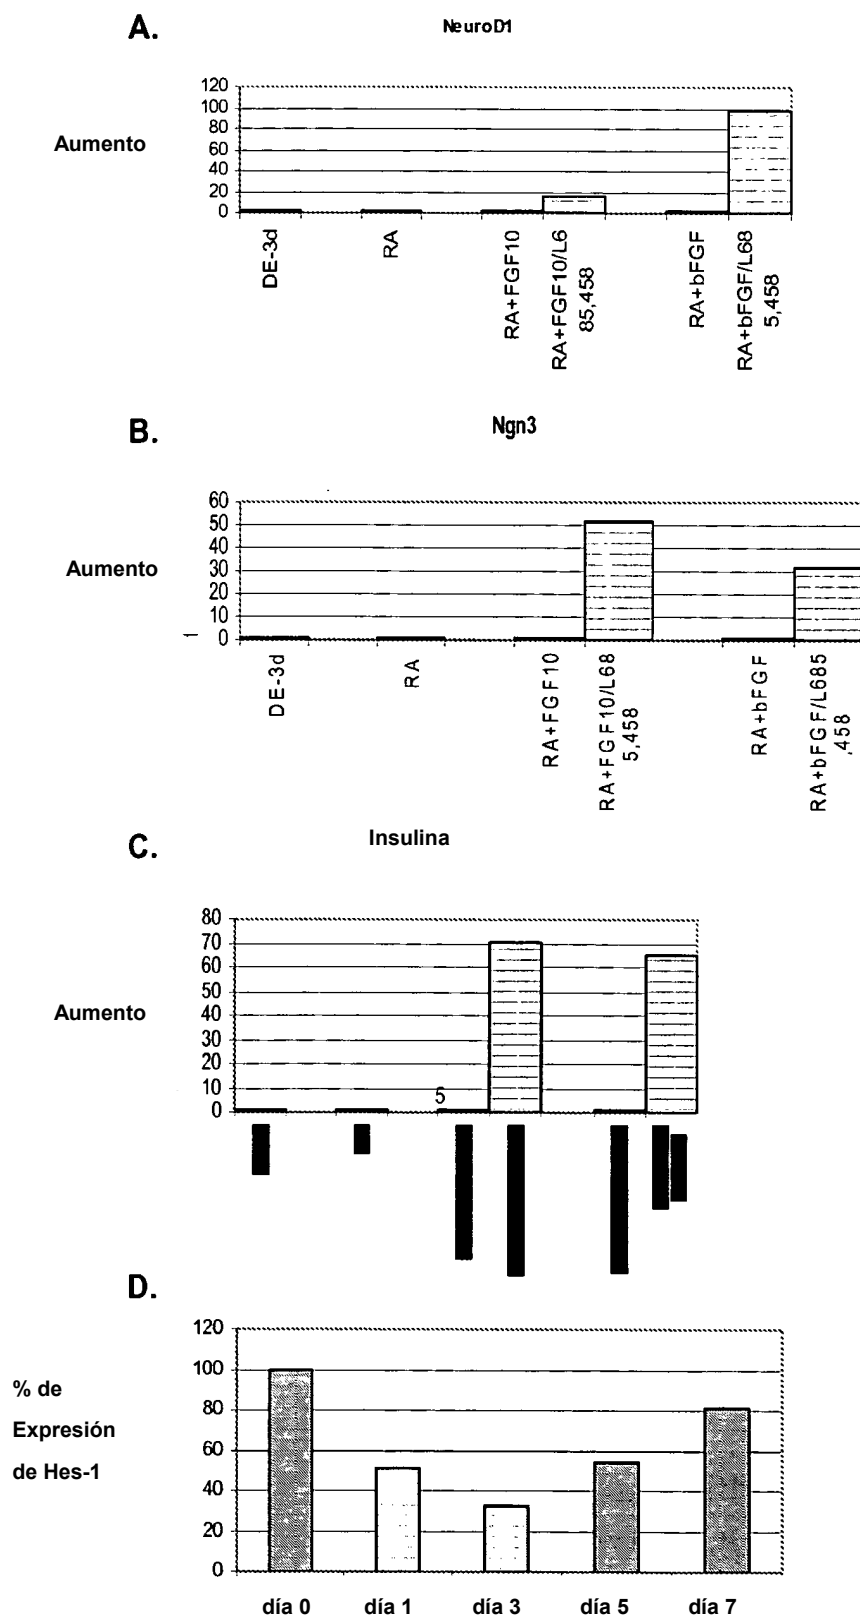 A.
NeuroD1
120
100
80
60
40
20
0
Aumento
DE-3d
RA
RA+FGF10
RA+FGF10/L6
85,458
RA+bFGF
RA+bFGF/L68
5,458
B.
Ngn3
60
50
40
30
20
10
0
Aumento
DE-3d
RA
RA+FGF10
RA+FGF10/L68
5,458
RA+bFGF
RA+bFGF/L685
,458
C.
Insulina
80
70
60
50
40
30
20
10
0
Aumento
5
D.
120
100
80
60
40
20
0
% de
Expresión
de Hes-1
día 0
día 1
día 3
día 5
día 7